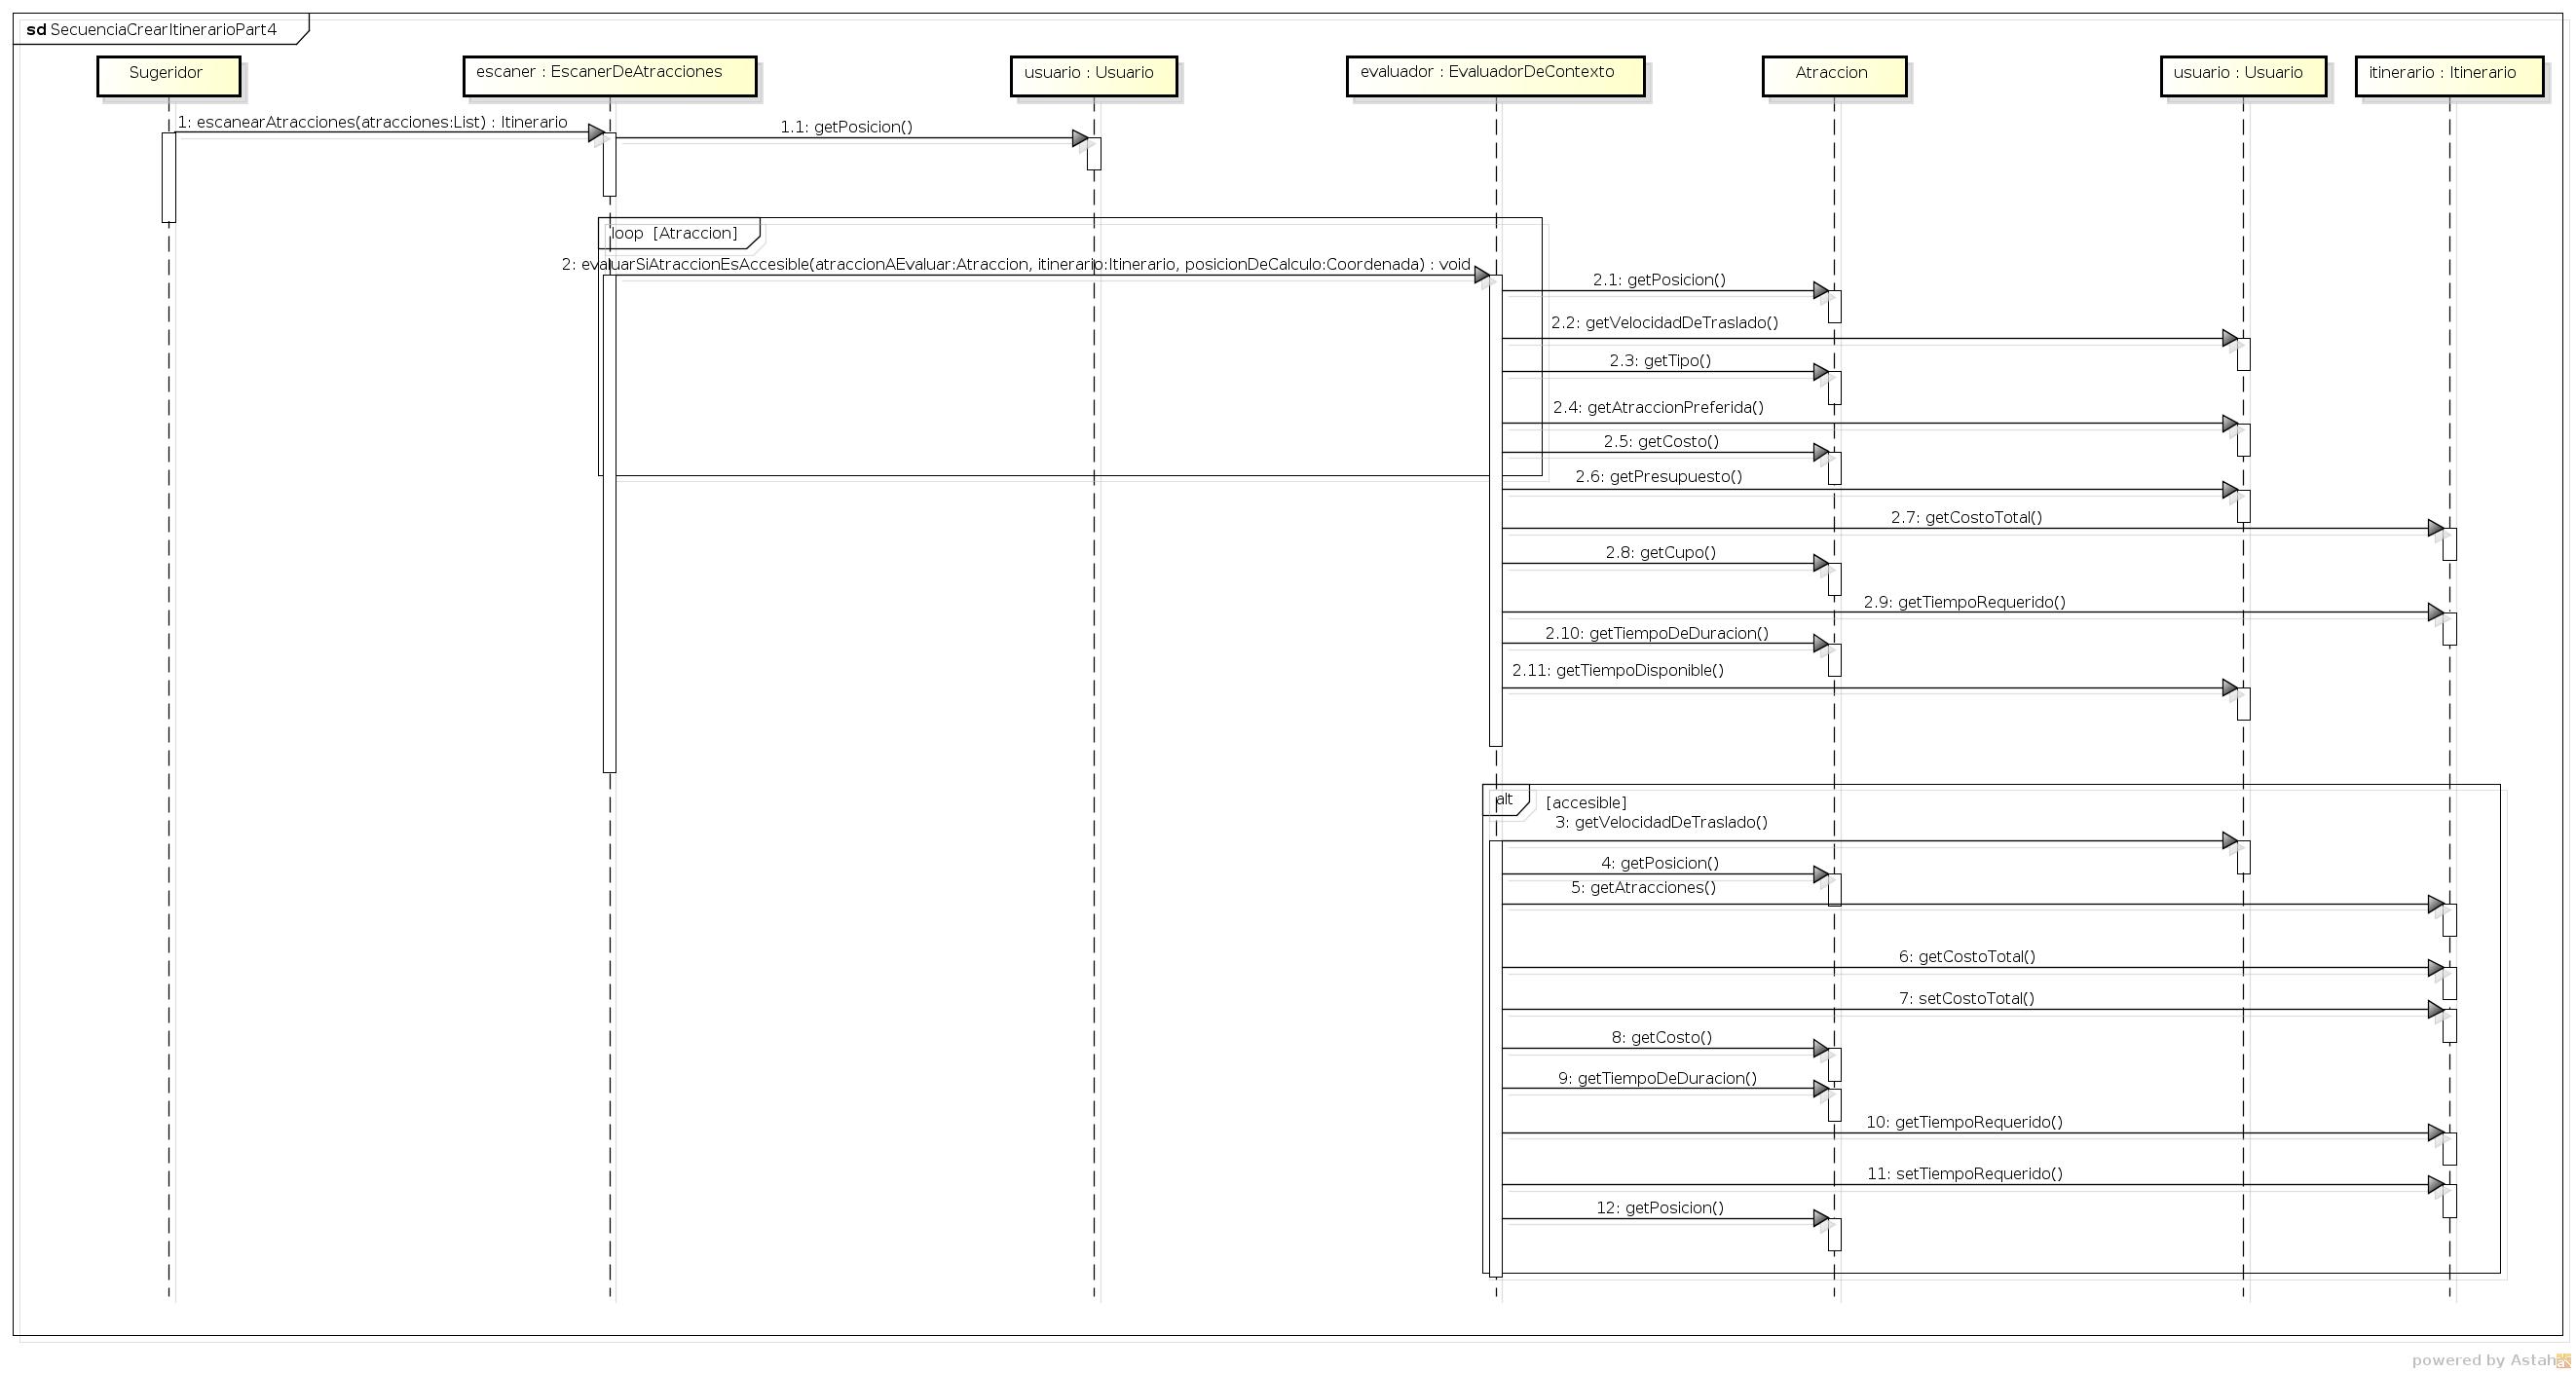 sd SecuenciaCrearItinerarioPart4
Sugeridor
escaner : EscanerDeAtracciones
usuario : Usuario
evaluador : EvaluadorDeContexto
Atraccion
usuario : Usuario
itinerario : Itinerario
1: escanearAtracciones(atracciones:List) : Itinerario
1.1: getPosicion()
loop [Atraccion]
2: evaluarSiAtraccionEsAccesible(atraccionAEvaluar:Atraccion, itinerario:Itinerario, posicionDeCalculo:Coordenada) : void
2.1: getPosicion()
2.2: getVelocidadDeTraslado()
2.3: getTipo()
2.4: getAtraccionPreferida()
2.5: getCosto()
2.6: getPresupuesto()
2.7: getCostoTotal()
2.8: getCupo()
2.9: getTiempoRequerido()
2.10: getTiempoDeDuracion()
2.11: getTiempoDisponible()
alt [accesible]
3: getVelocidadDeTraslado()
4: getPosicion()
5: getAtracciones()
6: getCostoTotal()
7: setCostoTotal()
8: getCosto()
9: getTiempoDeDuracion()
10: getTiempoRequerido()
11: setTiempoRequerido()
12: getPosicion()
powered by Astah